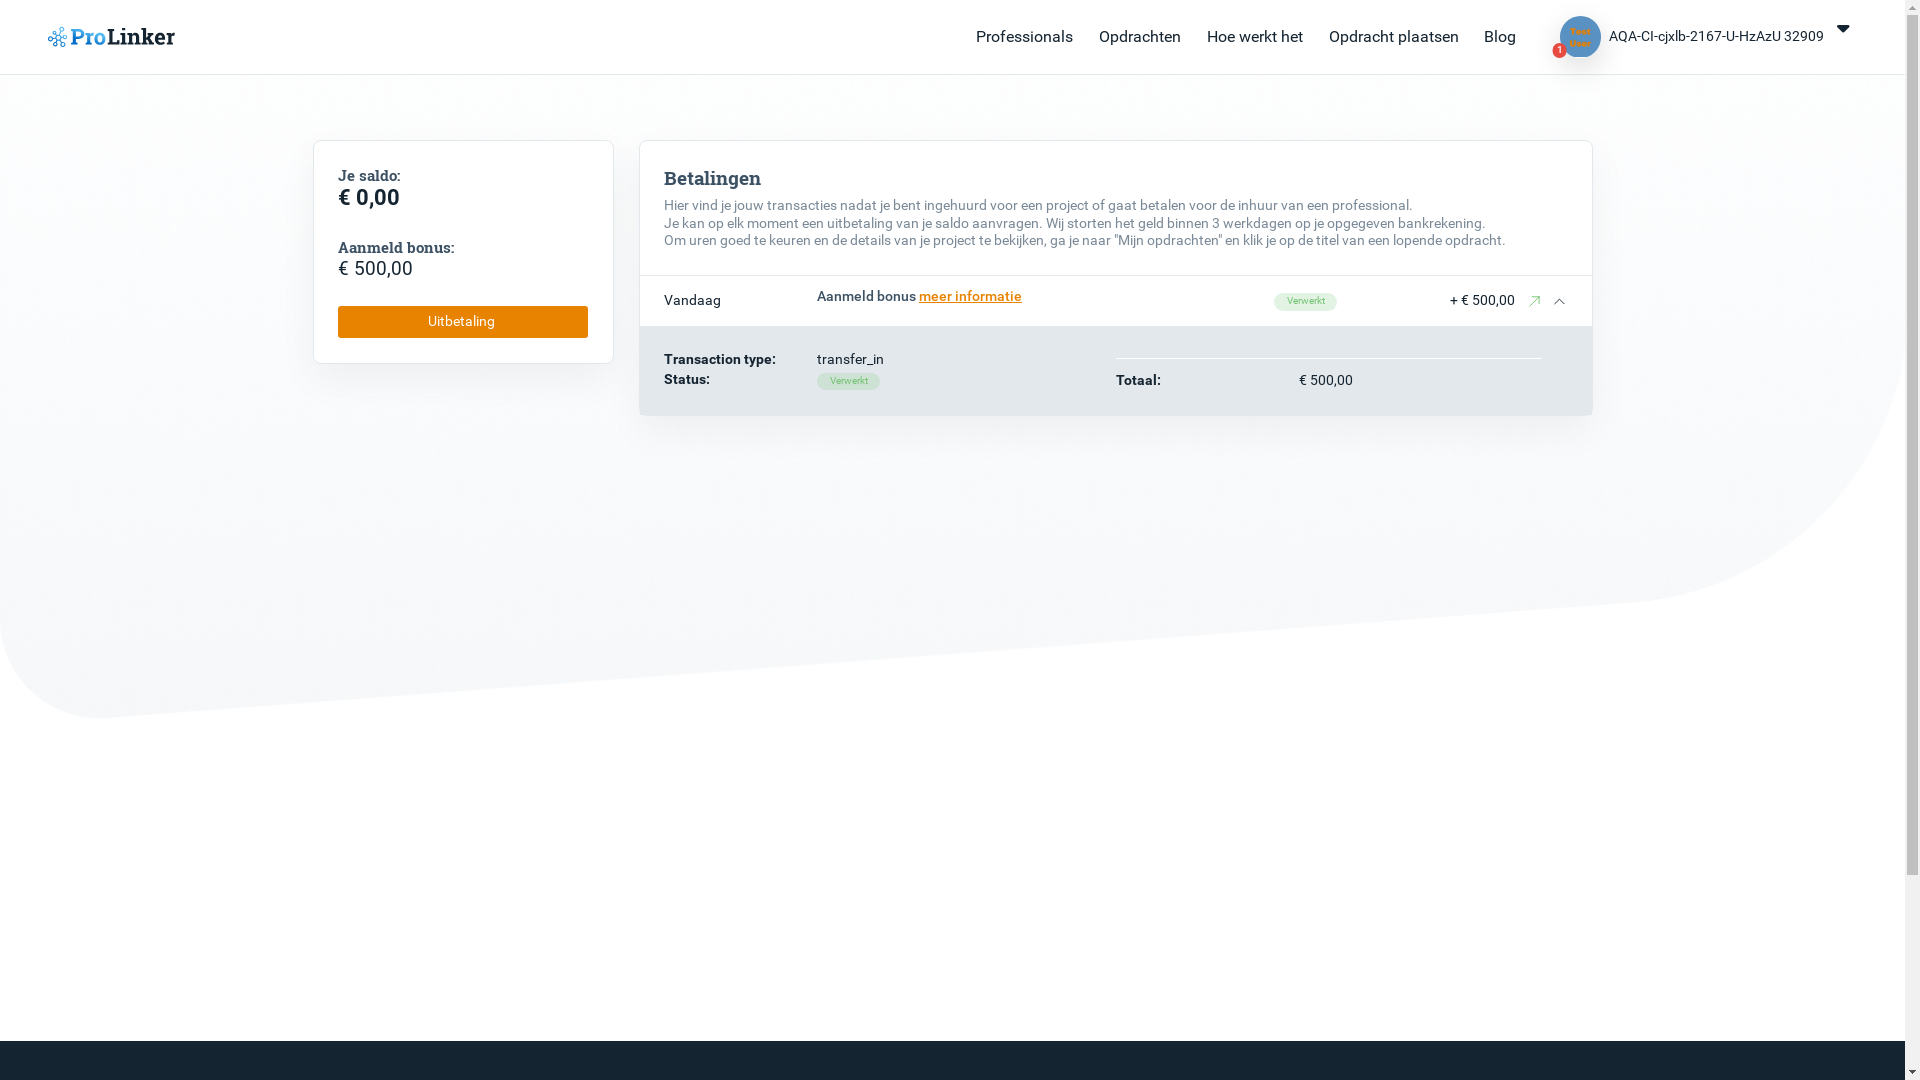 ProLinker
Professionals
Opdrachten
Hoe werkt het
Opdracht plaatsen
Blog
Test
User
1
AQA-CI-cjxlb-2167-U-HzAzU 32909
Je saldo:
€ 0,00
Aanmeld bonus:
€ 500,00
Uitbetaling
Betalingen
Hier vind je jouw transacties nadat je bent ingehuurd voor een project of gaat betalen voor de inhuur van een professional.
Je kan op elk moment een uitbetaling van je saldo aanvragen. Wij storten het geld binnen 3 werkdagen op je opgegeven bankrekening.
Om uren goed te keuren en de details van je project te bekijken, ga je naar "Mijn opdrachten" en klik je op de titel van een lopende opdracht.
Vandaag
Aanmeld bonus meer informatie
Verwerkt
+ € 500,00
Transaction type: transfer_in
Status: Verwerkt
Totaal: € 500,00